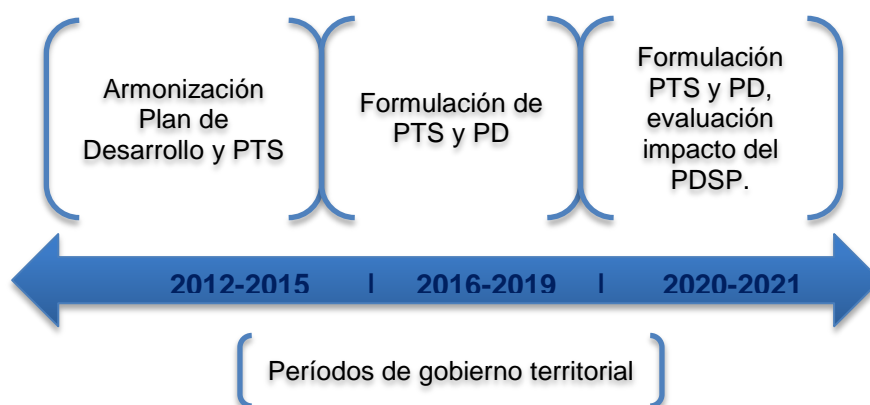 Armonización
Plan de
Desarrollo y PTS
Formulación de
PTS y PD
Formulación
PTS y PD,
evaluación
impacto del
PDSP.
2012-2015 | 2016-2019 | 2020-2021
Períodos de gobierno territorial